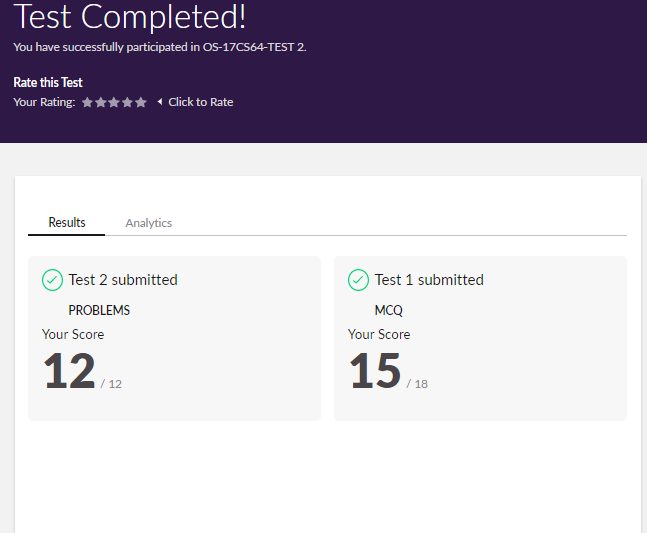 Test Completed!
You have successfully participated in OS-17CS64-TEST 2.
Rate this Test
Your Rating: Click to Rate
Results Analytics
Test 2 submitted
PROBLEMS
Your Score
12 / 12
Test 1 submitted
MCQ
Your Score
15 / 18